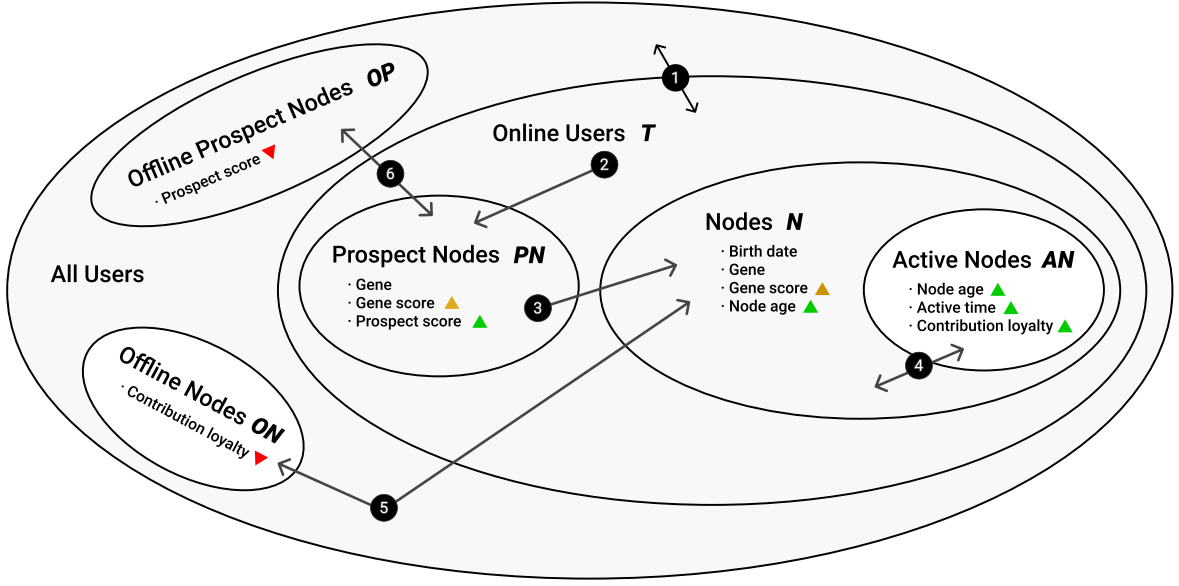 1
Offline Prospect Nodes OP
· Prospect score
Online Users T
2
6
Nodes N
· Birth date
· Gene
· Gene score
· Node age
Prospect Nodes PN
· Gene
· Gene score
· Prospect score
3
Active Nodes AN
· Node age
· Active time
· Contribution loyalty
4
All Users
Offline Nodes ON
· Contribution loyalty
5